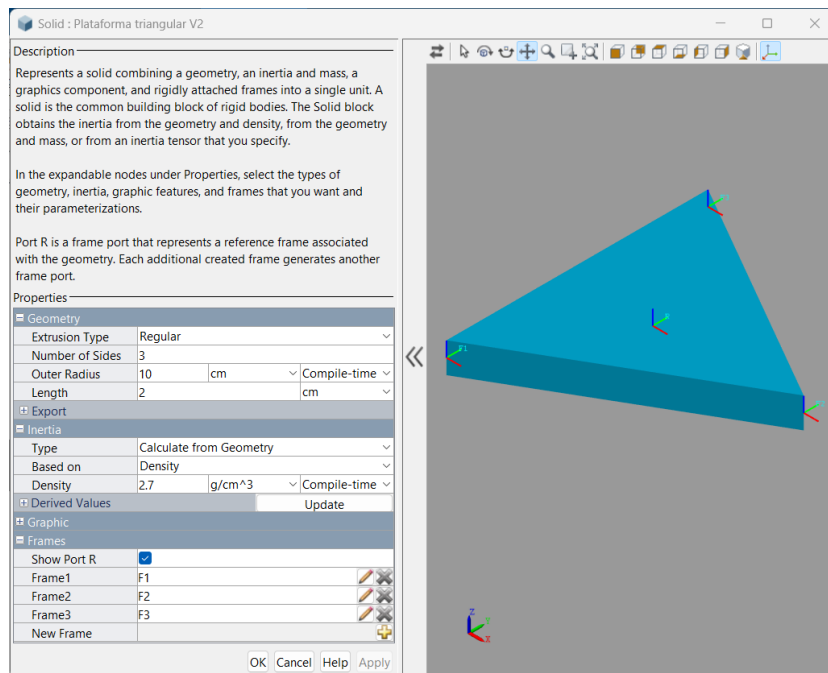 Solid : Plataforma triangular V2
Description
Represents a solid combining a geometry, an inertia and mass, a
graphics component, and rigidly attached frames into a single unit. A
solid is the common building block of rigid bodies. The Solid block
obtains the inertia from the geometry and density, from the geometry
and mass, or from an inertia tensor that you specify.
In the expandable nodes under Properties, select the types of
geometry, inertia, graphic features, and frames that you want and
their parameterizations.
Port R is a frame port that represents a reference frame associated
with the geometry. Each additional created frame generates another
frame port.
Properties
Geometry
Extrusion Type Regular
Number of Sides 3
Outer Radius 10 cm Compile-time
Length 2 cm
Export
Inertia
Type Calculate from Geometry
Based on Density
Density 2.7 g/cm^3 Compile-time
Derived Values Update
Graphic
Frames
Show Port R
Frame1 F1
Frame2 F2
Frame3 F3
New Frame
OK Cancel Help Apply
R
F1
Z
Y
X